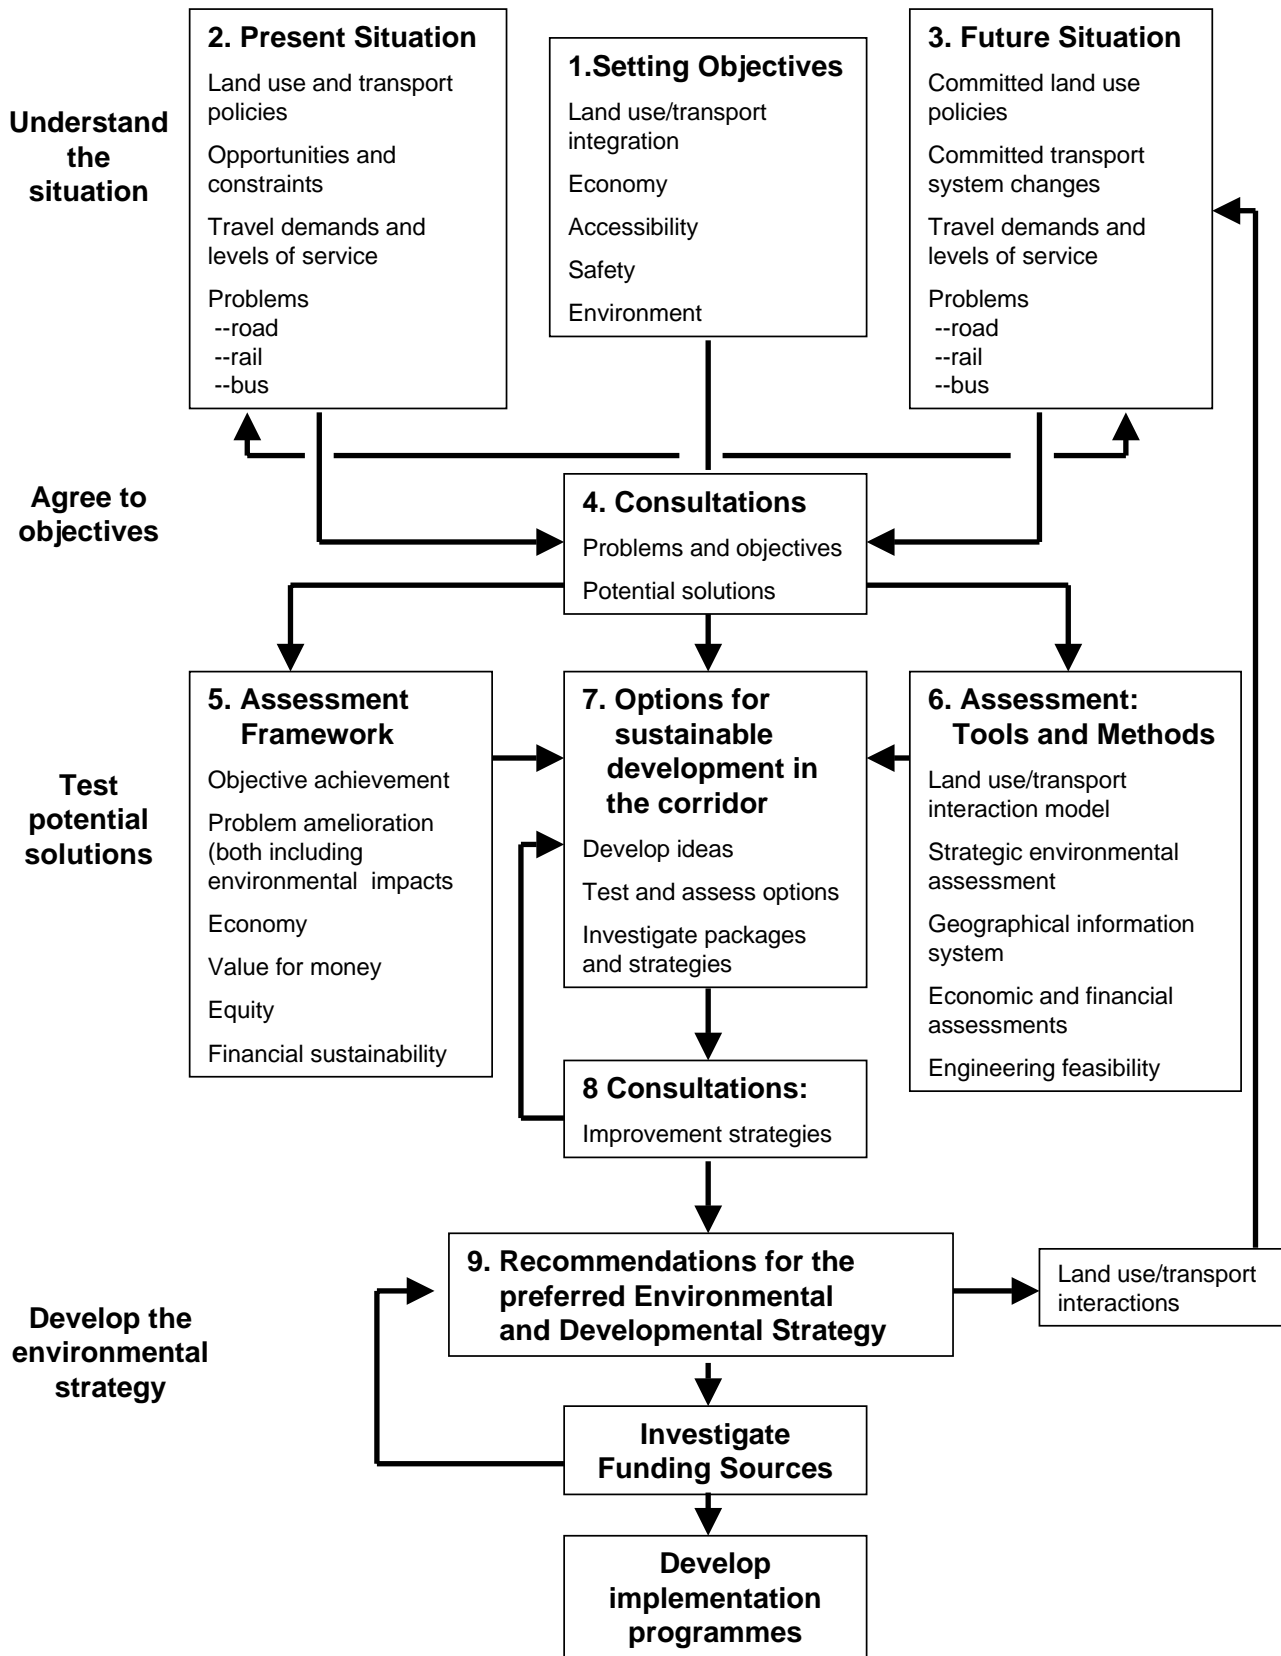 Understand
the
situation
2. Present Situation
Land use and transport
policies
Opportunities and
constraints
Travel demands and
levels of service
Problems
--road
--rail
--bus
1.Setting Objectives
Land use/transport
integration
Economy
Accessibility
Safety
Environment
3. Future Situation
Committed land use
policies
Committed transport
system changes
Travel demands and
levels of service
Problems
--road
--rail
--bus
Agree to
objectives
4. Consultations
Problems and objectives
Potential solutions
Test
potential
solutions
5. Assessment
Framework
Objective achievement
Problem amelioration
(both including
environmental impacts
Economy
Value for money
Equity
Financial sustainability
7. Options for
sustainable
development in
the corridor
Develop ideas
Test and assess options
Investigate packages
and strategies
6. Assessment:
Tools and Methods
Land use/transport
interaction model
Strategic environmental
assessment
Geographical information
system
Economic and financial
assessments
Engineering feasibility
8 Consultations:
Improvement strategies
Develop the
environmental
strategy
9. Recommendations for the
preferred Environmental
and Developmental Strategy
Land use/transport
interactions
Investigate
Funding Sources
Develop
implementation
programmes